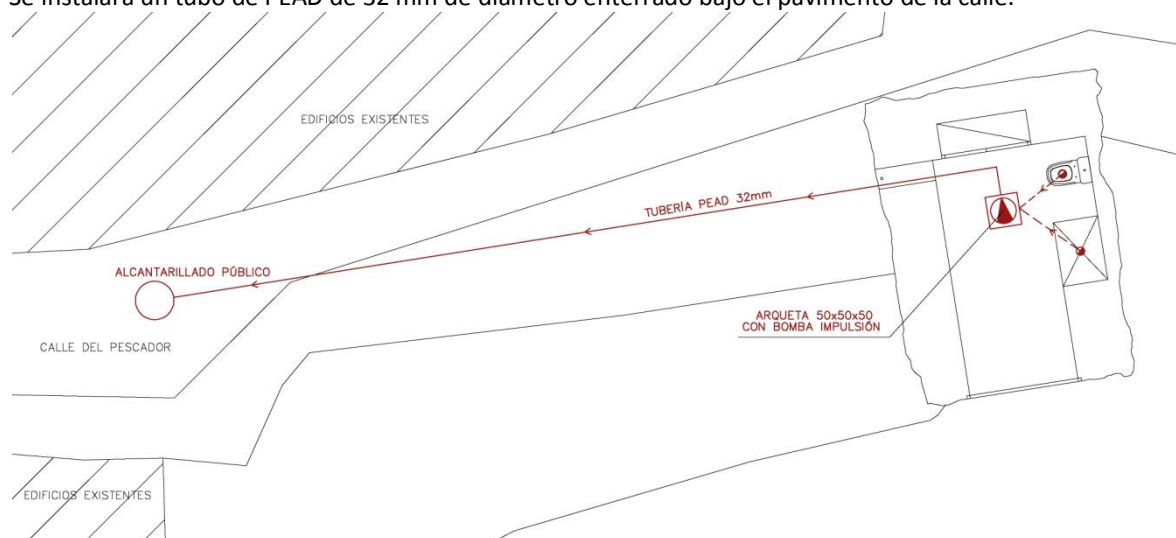 Se instalará un tubo de PEAD de 32 mm de diámetro enterrado bajo el pavimento de la calle.
EDIFICIOS EXISTENTES
TUBERÍA PEAD 32mm
ALCANTARILLADO PÚBLICO
ARQUETA 50x50x50
CON BOMBA IMPULSIÓN
CALLE DEL PESCADOR
EDIFICIOS EXISTENTES